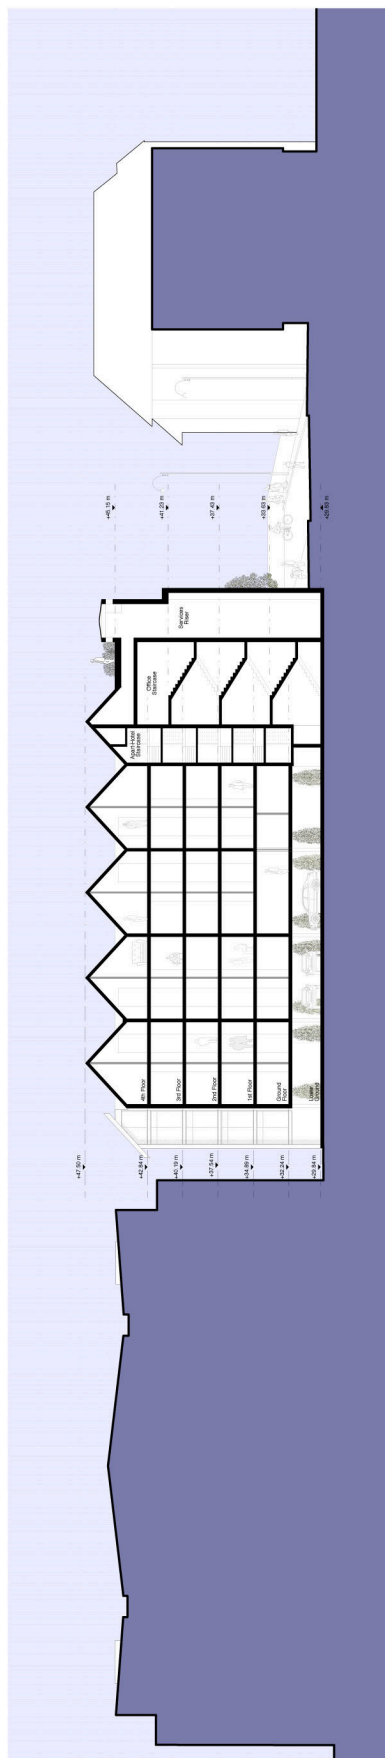 +47.50 m
+42.84 m
+40.19 m
+37.54 m
+34.89 m
+32.24 m
+29.84 m
4th Floor
3rd Floor
2nd Floor
1st Floor
Ground
Floor
Lower
Ground
Apart-Hotel
Staircase
Office
Staircase
Services
Riser
+45.15 m
+41.23 m
+37.43 m
+33.63 m
+29.83 m